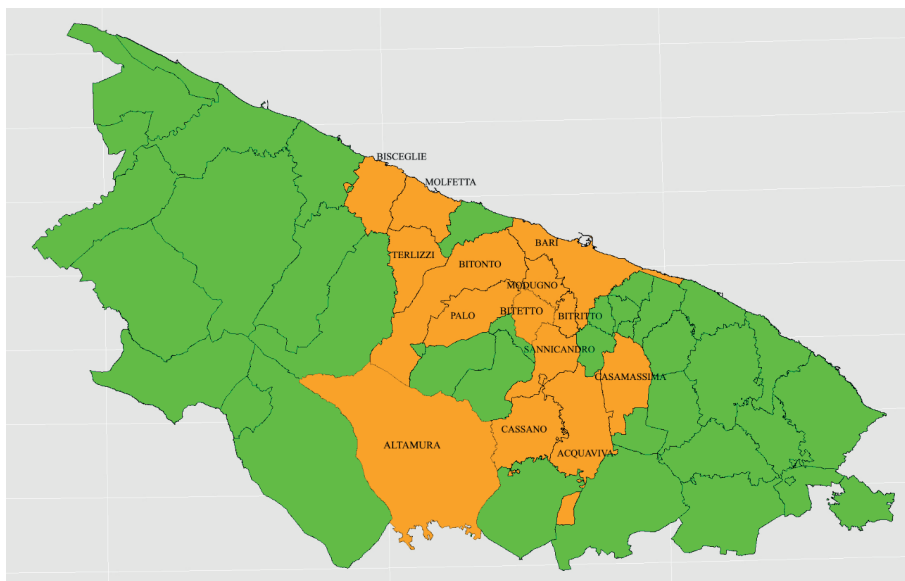 BISCEGLIE
MOLFETTA
BARI
TERLIZZI
BITONTO
MODUGNO
BITETTO
BITRITTO
PALO
SANNICANDRO
CASAMASSIMA
CASSANO
ALTAMURA
ACQUAVIVA